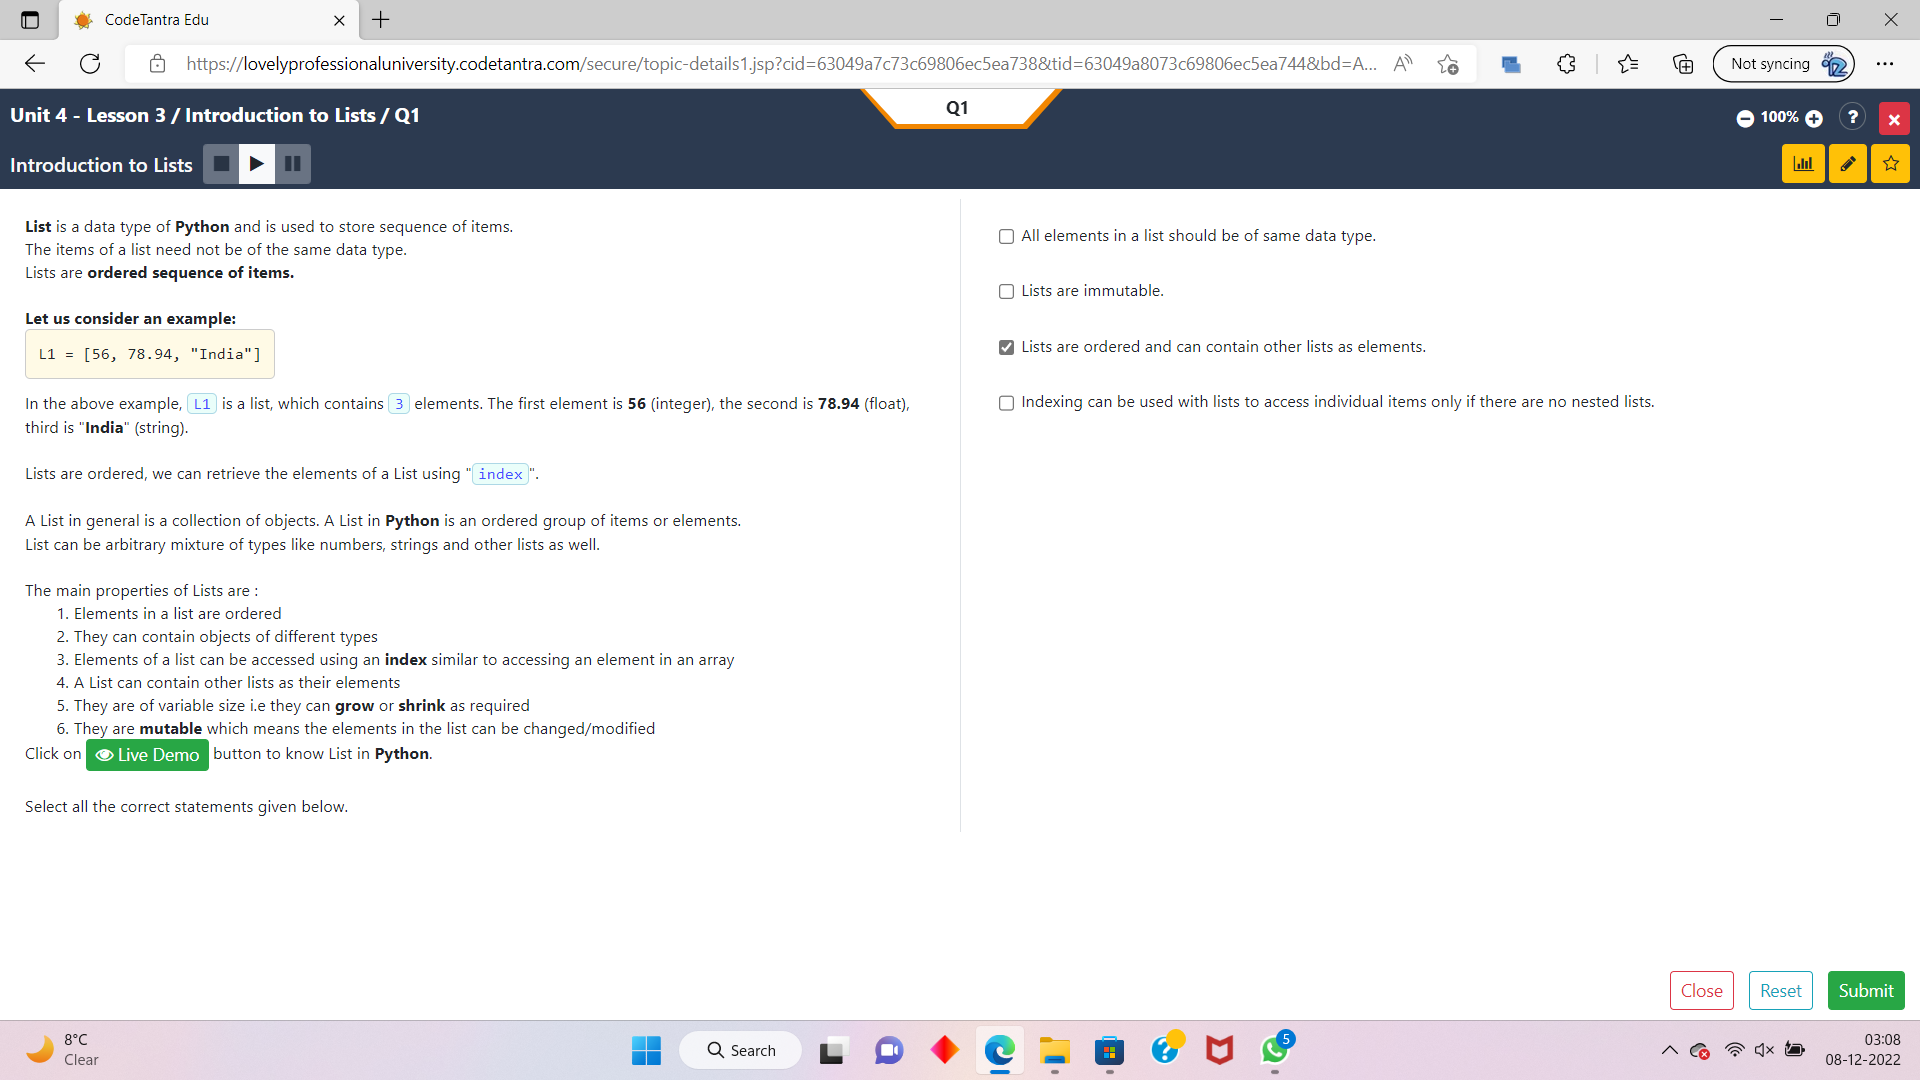 CodeTantra Edu
https://lovelyprofessionaluniversity.codetantra.com/secure/topic-details1.jsp?cid=63049a7c73c69806ec5ea738&tid=63049a8073c69806ec5ea744&bd=A...
Not syncing
Unit 4 - Lesson 3 / Introduction to Lists / Q1
Q1
100%
?
Introduction to Lists
List is a data type of Python and is used to store sequence of items.
The items of a list need not be of the same data type.
Lists are ordered sequence of items.
Let us consider an example:
L1 = [56, 78.94, "India"]
In the above example, L1 is a list, which contains 3 elements. The first element is 56 (integer), the second is 78.94 (float),
third is "India" (string).
Lists are ordered, we can retrieve the elements of a List using "index".
A List in general is a collection of objects. A List in Python is an ordered group of items or elements.
List can be arbitrary mixture of types like numbers, strings and other lists as well.
The main properties of Lists are :
1. Elements in a list are ordered
2. They can contain objects of different types
3. Elements of a list can be accessed using an index similar to accessing an element in an array
4. A List can contain other lists as their elements
5. They are of variable size i.e they can grow or shrink as required
6. They are mutable which means the elements in the list can be changed/modified
Click on Live Demo button to know List in Python.
Select all the correct statements given below.
All elements in a list should be of same data type.
Lists are immutable.
Lists are ordered and can contain other lists as elements.
Indexing can be used with lists to access individual items only if there are no nested lists.
Close
Reset
Submit
8°C
Clear
Search
5
03:08
08-12-2022